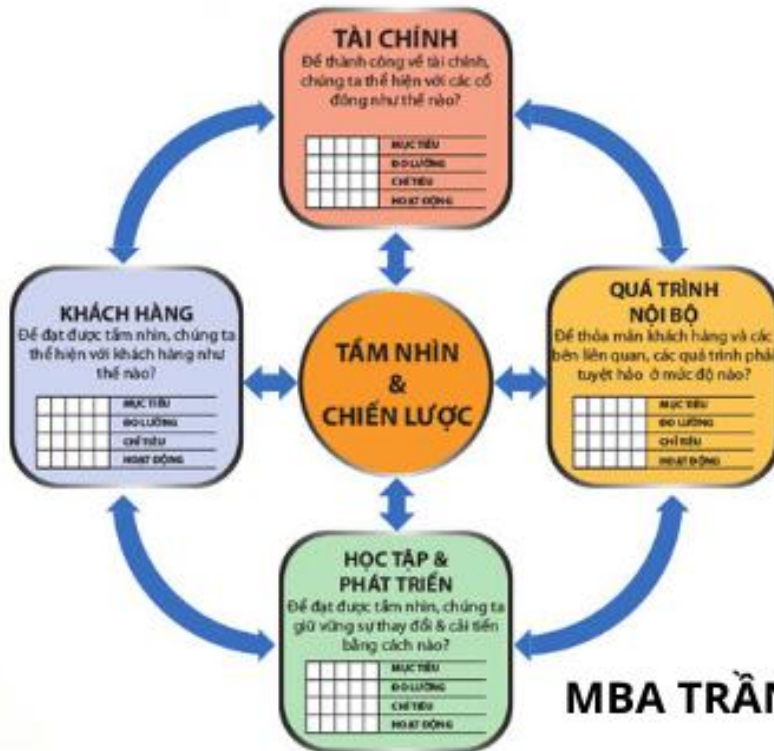 TÀI CHÍNH
Để thành công về tài chính,
chúng ta thể hiện với các cổ
đông như thế nào?
MỤC TIÊU
ĐO LƯỜNG
CHỈ TIÊU
HOẠT ĐỘNG
KHÁCH HÀNG
Để đạt được tầm nhìn, chúng ta
thể hiện với khách hàng như
thế nào?
MỤC TIÊU
ĐO LƯỜNG
CHỈ TIÊU
HOẠT ĐỘNG
TẦM NHÌN
&
CHIẾN LƯỢC
QUÁ TRÌNH
NỘI BỘ
Để thỏa mãn khách hàng và các
bên liên quan, các quá trình phải
tuyệt hảo ở mức độ nào?
MỤC TIÊU
ĐO LƯỜNG
CHỈ TIÊU
HOẠT ĐỘNG
HỌC TẬP &
PHÁT TRIỂN
Để đạt được tầm nhìn, chúng ta
giữ vững sự thay đổi & cải tiến
bằng cách nào?
MỤC TIÊU
ĐO LƯỜNG
CHỈ TIÊU
HOẠT ĐỘNG
MBA TRẦN